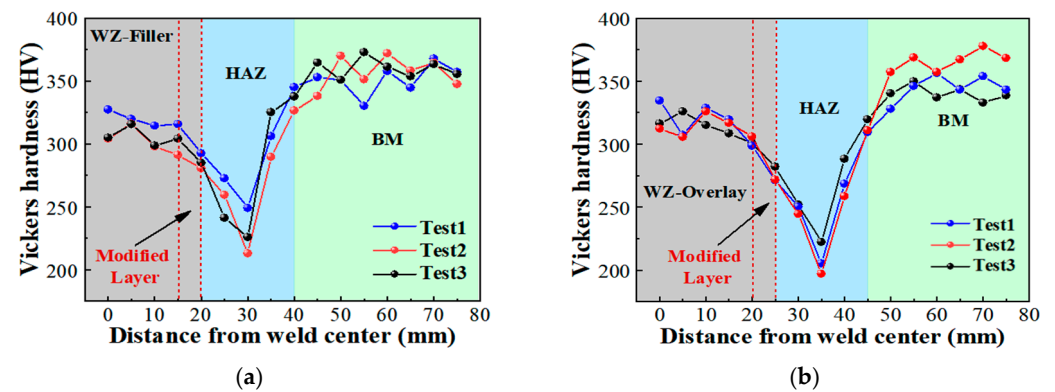 400
350
300
250
200
Vickers hardness (HV)
WZ-Filler
HAZ
BM
Modified
Layer
Test1
Test2
Test3
0 10 20 30 40 50 60 70 80
Distance from weld center (mm)
(a)
400
350
300
250
200
Vickers hardness (HV)
HAZ
BM
WZ-Overlay
Modified
Layer
Test1
Test2
Test3
0 10 20 30 40 50 60 70 80
Distance from weld center (mm)
(b)